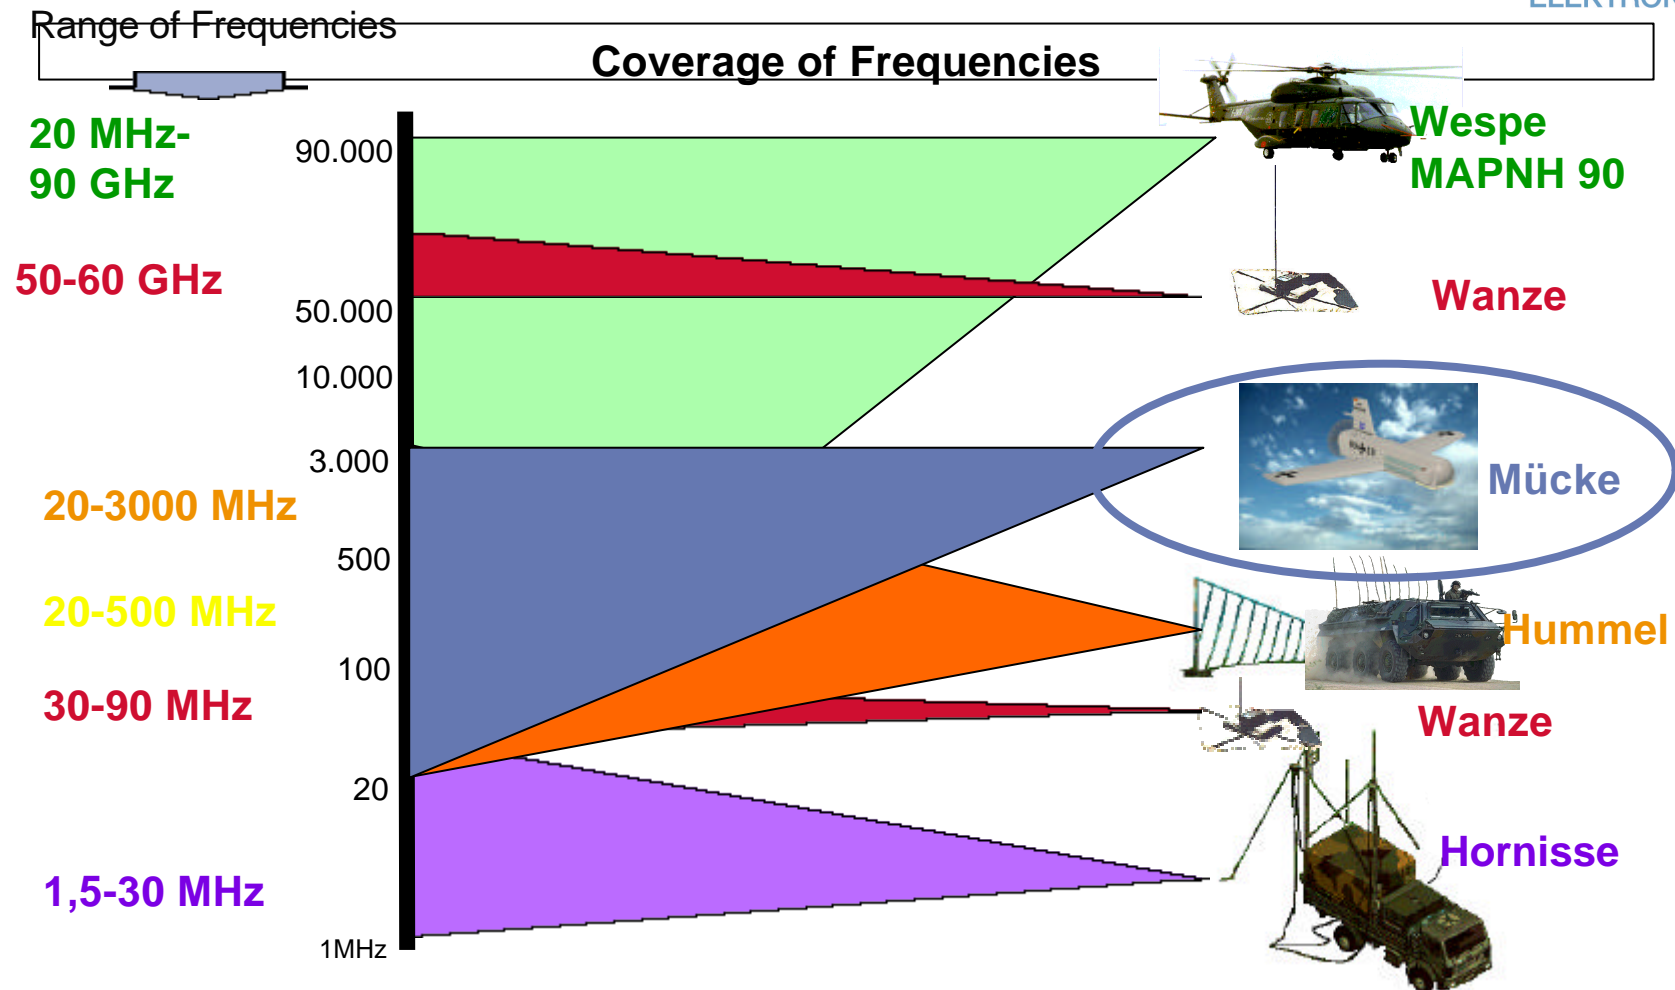 Range of Frequencies
Coverage of Frequencies
20 MHz-
90 GHz
90.000
Wespe
MAPNH 90
50-60 GHz
50.000
Wanze
10.000
3.000
Mücke
20-3000 MHz
500
20-500 MHz
Hummel
100
30-90 MHz
Wanze
20
Hornisse
1,5-30 MHz
1MHz